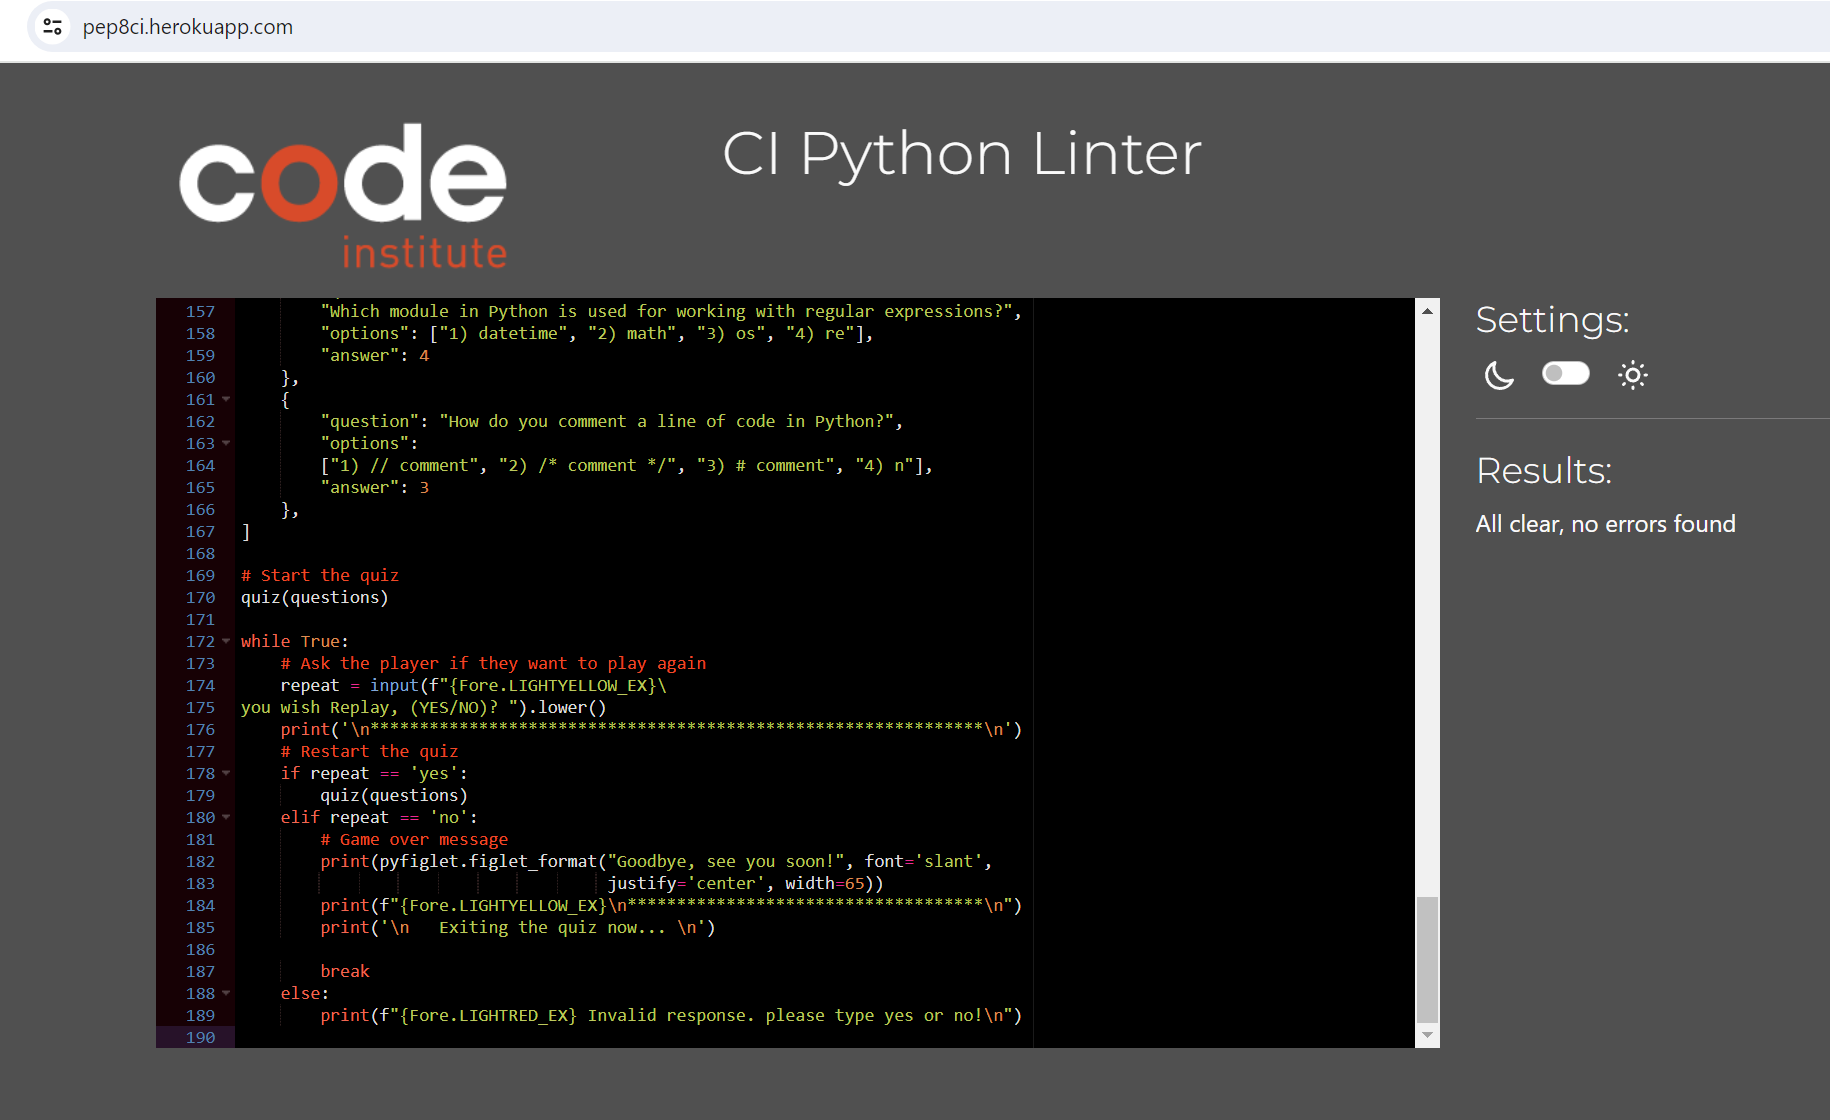 pep8ci.herokuapp.com
code
institute
CI Python Linter
157 "Which module in Python is used for working with regular expressions?",
158 "options": ["1) datetime", "2) math", "3) os", "4) re"],
159 "answer": 4
160 },
161 {
162 "question": "How do you comment a line of code in Python?",
163 "options":
164 ["1) // comment", "2) /* comment */", "3) # comment", "4) n"],
165 "answer": 3
166 },
167 ]
168
169 # Start the quiz
170 quiz(questions)
171
172 while True:
173 # Ask the player if they want to play again
174 repeat = input(f"{Fore.LIGHTYELLOW_EX}\
175 you wish Replay, (YES/NO)? ").lower()
176 print('\n**************************************************************\n')
177 # Restart the quiz
178 if repeat == 'yes':
179 quiz(questions)
180 elif repeat == 'no':
181 # Game over message
182 print(pyfiglet.figlet_format("Goodbye, see you soon!", font='slant',
183 justify='center', width=65))
184 print(f"{Fore.LIGHTYELLOW_EX}\n************************************\n")
185 print('\n   Exiting the quiz now... \n')
186
187 break
188 else:
189 print(f"{Fore.LIGHTRED_EX} Invalid response. please type yes or no!\n")
190
Settings:
Results:
All clear, no errors found